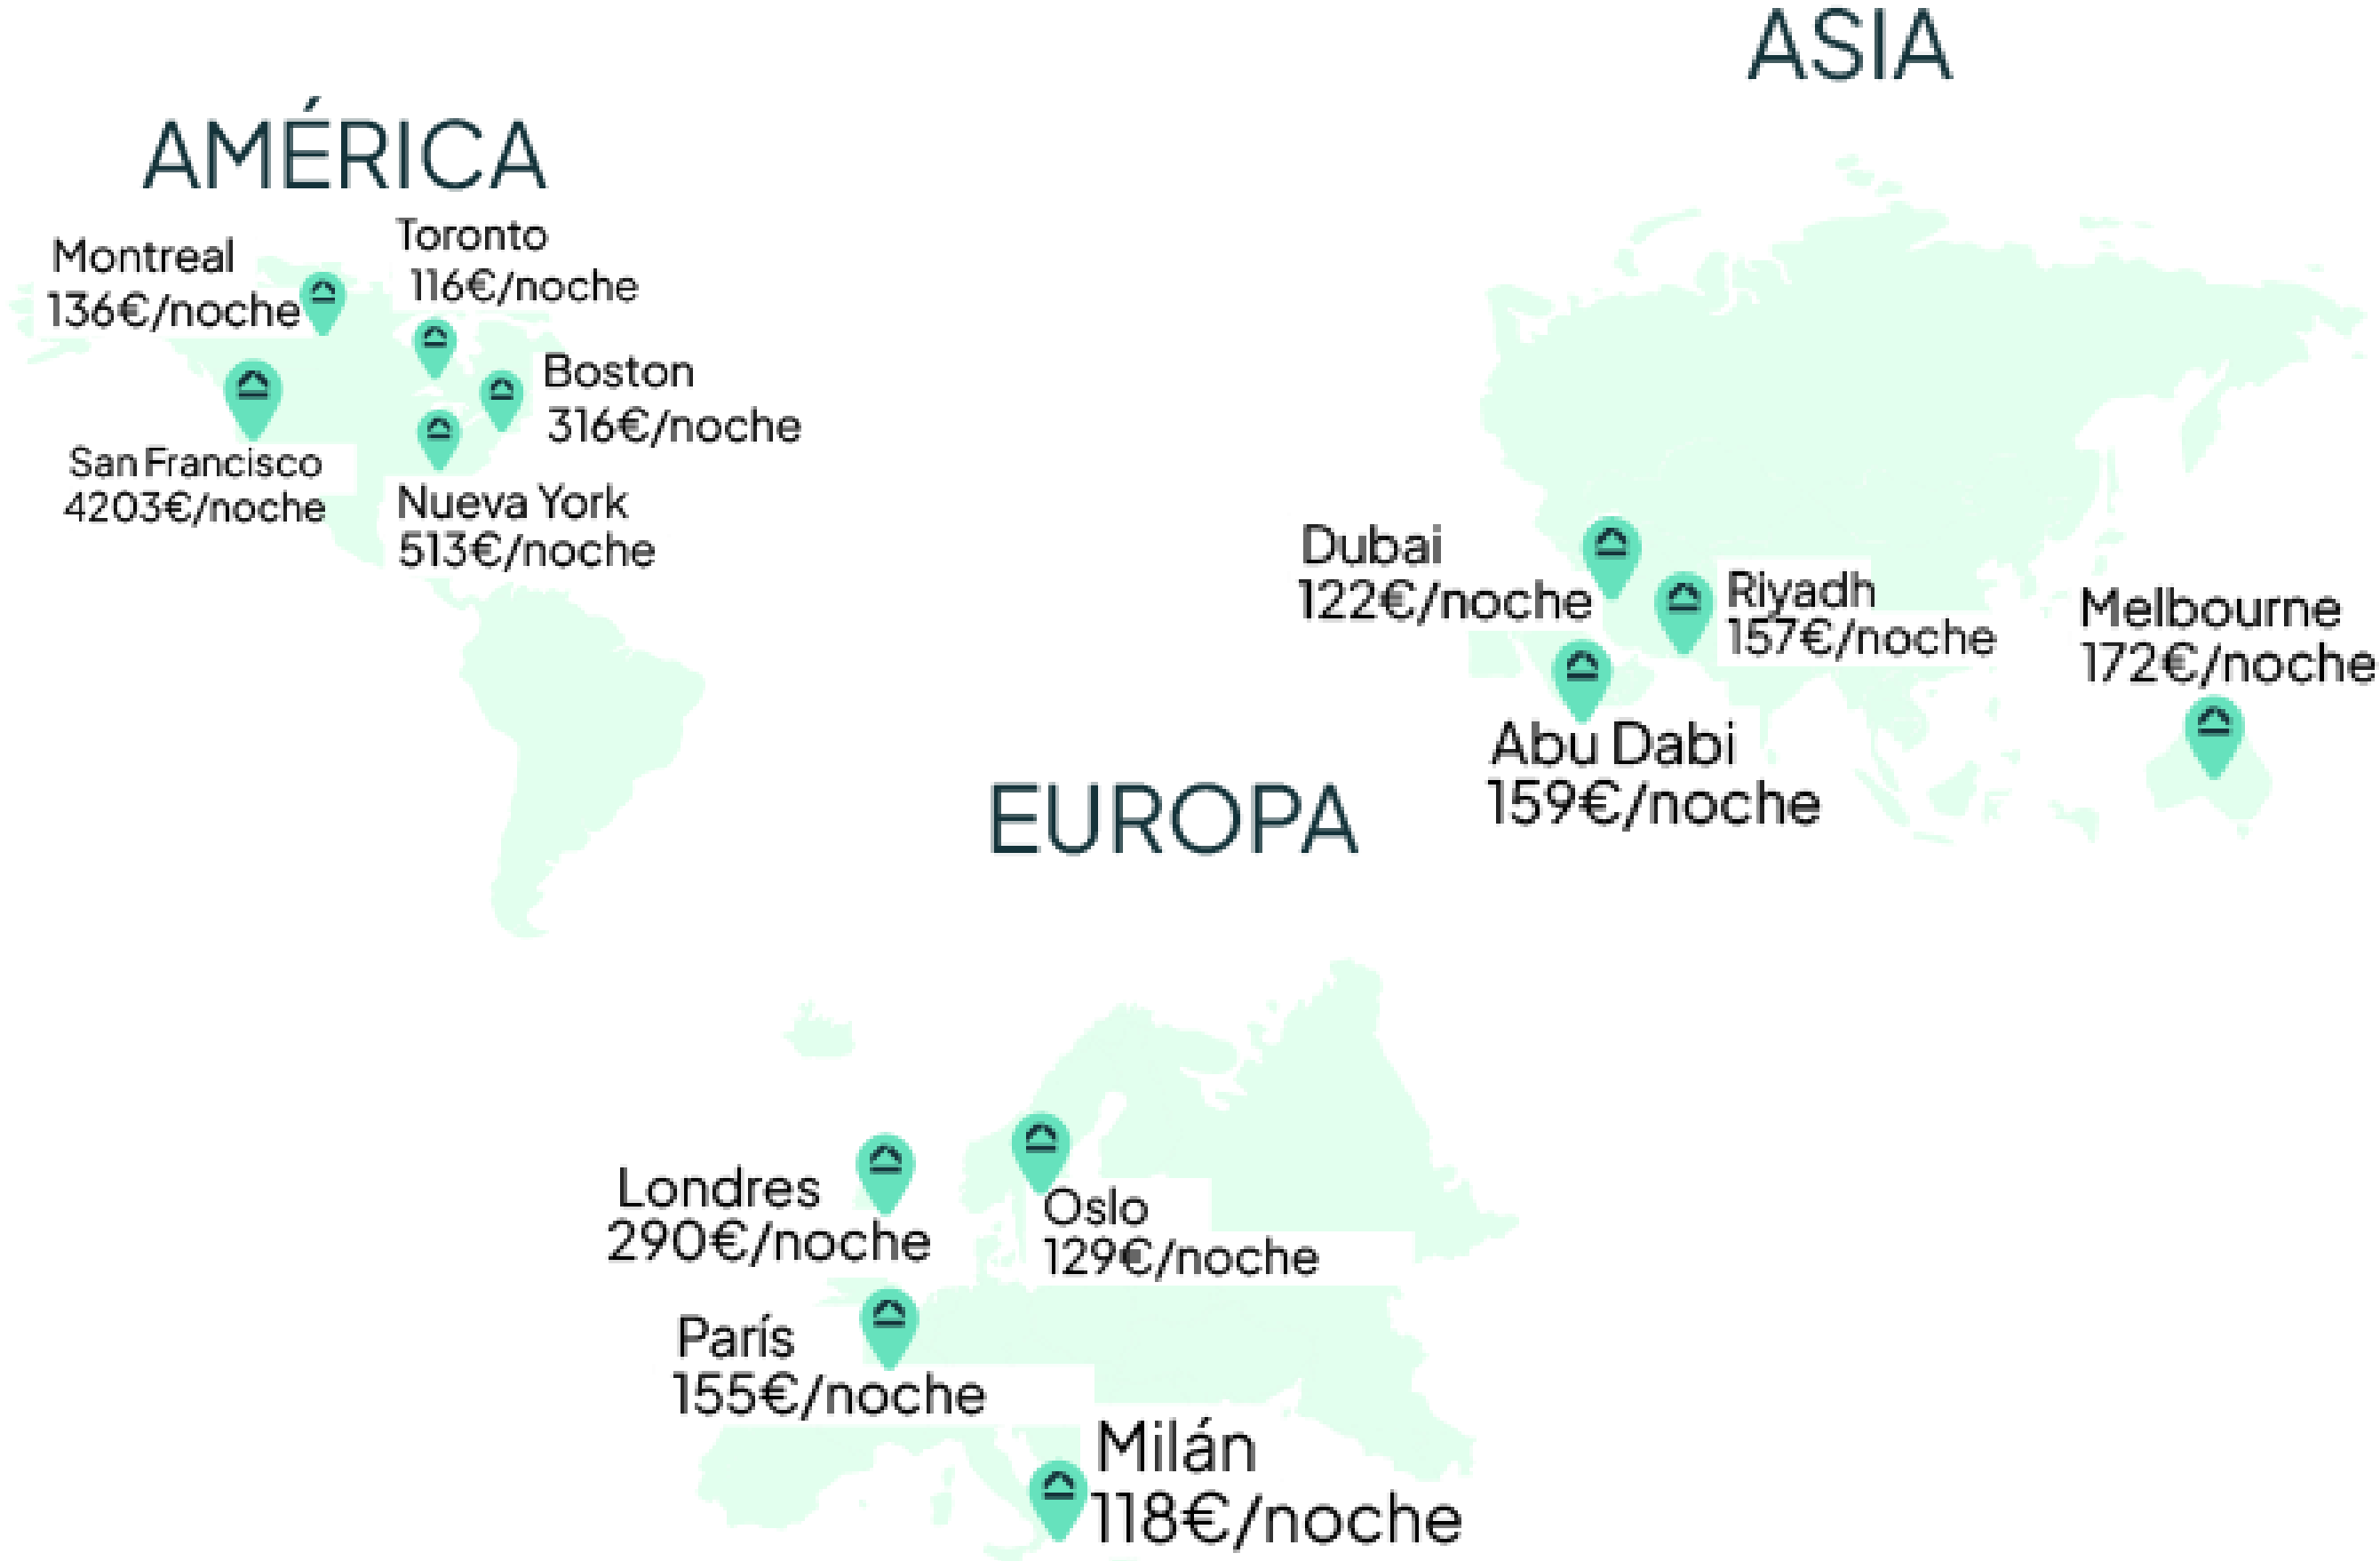 AMÉRICA
Montreal
136€/noche
Toronto
116€/noche
Boston
316€/noche
San Francisco
4203€/noche
Nueva York
513€/noche
ASIA
Dubai
122€/noche
Riyadh
157€/noche
Melbourne
172€/noche
Abu Dabi
159€/noche
EUROPA
Londres
290€/noche
Oslo
129€/noche
París
155€/noche
Milán
118€/noche